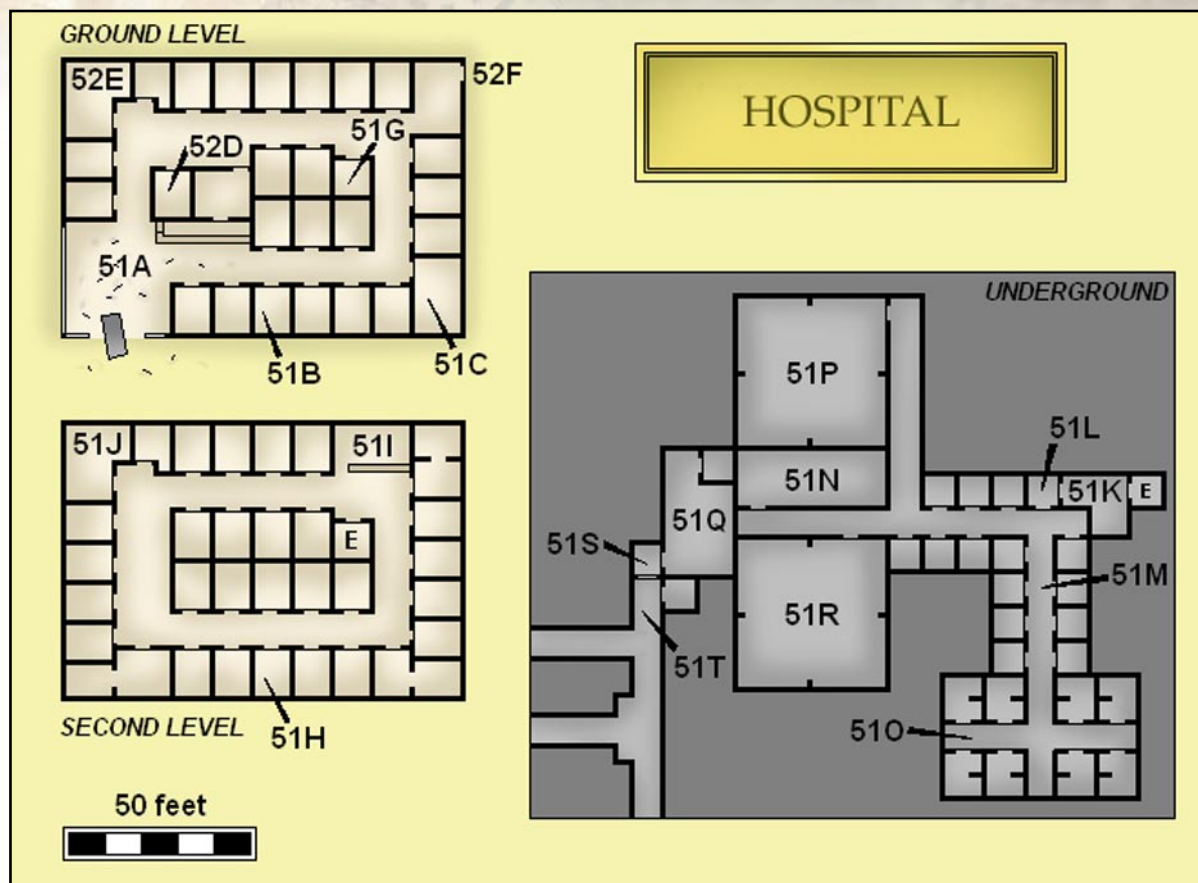 GROUND LEVEL
52E
52F
51G
52D
51A
51B
51C
HOSPITAL
51J
51I
E
51H
SECOND LEVEL
50 feet
UNDERGROUND
51P
51L
51N
51K
E
51Q
51S
51M
51R
51T
51O